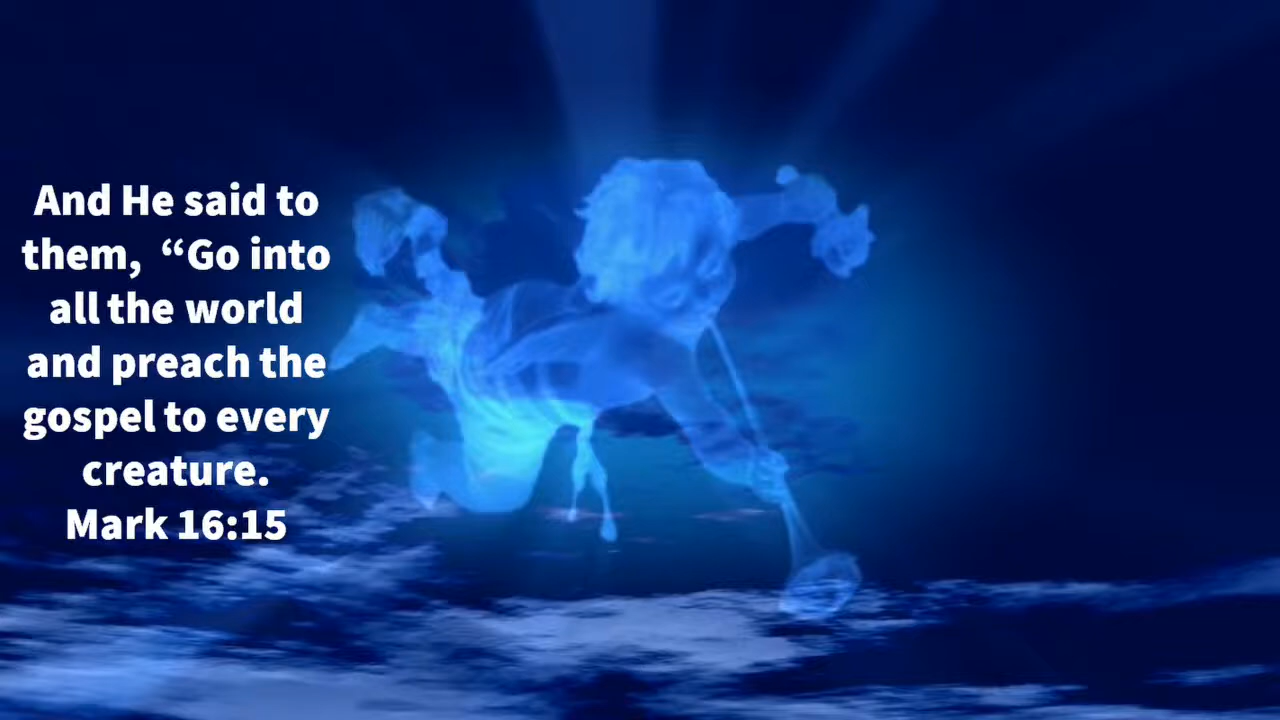 And He said to
them,  “Go into
all the world
and preach the
gospel to every
creature.
Mark 16:15